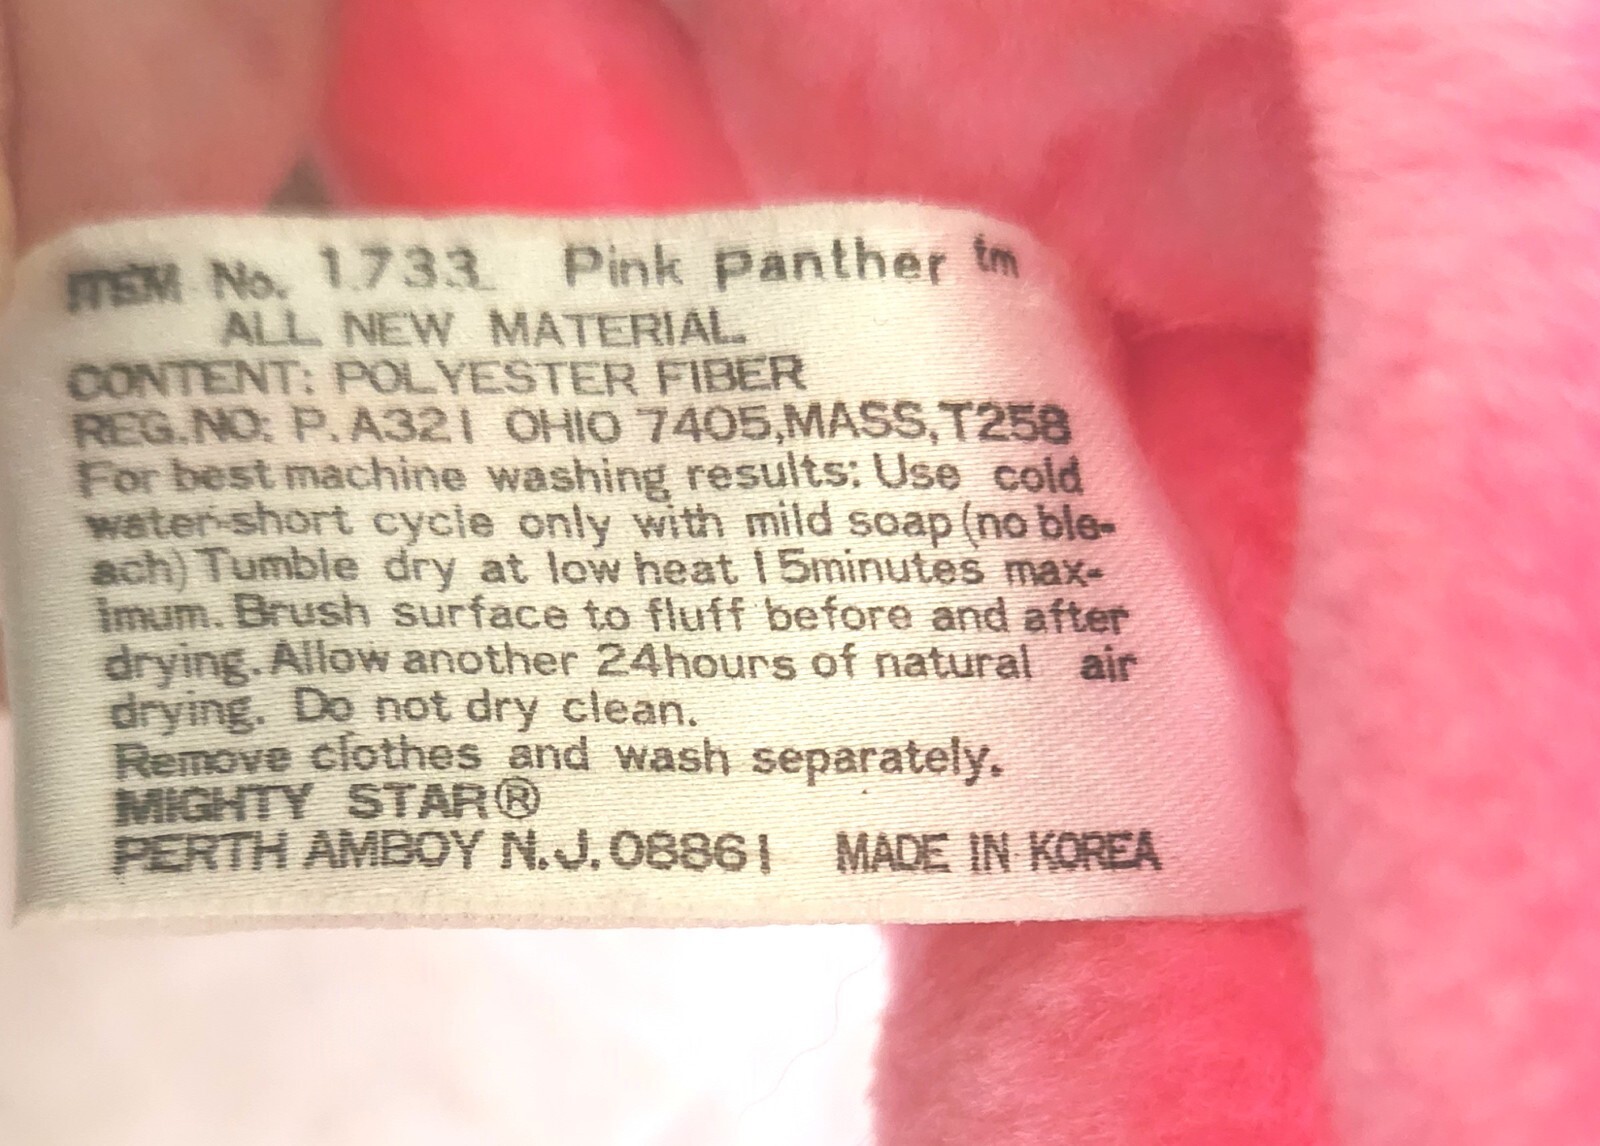 ITEM No. 1733 Pink Panther tm
ALL NEW MATERIAL.
CONTENT: POLYESTER FIBER
REG.NO: P.A321 OHIO 7405,MASS,T258
For best machine washing results: Use cold
water-short cycle only with mild soap (no ble-
ach) Tumble dry at low heat 15minutes max-
imum. Brush surface to fluff before and after
drying. Allow another 24hours of natural air
drying. Do not dry clean.
Remove clothes and wash separately.
MIGHTY STAR®
PERTH AMBOY N.J. 08861 MADE IN KOREA